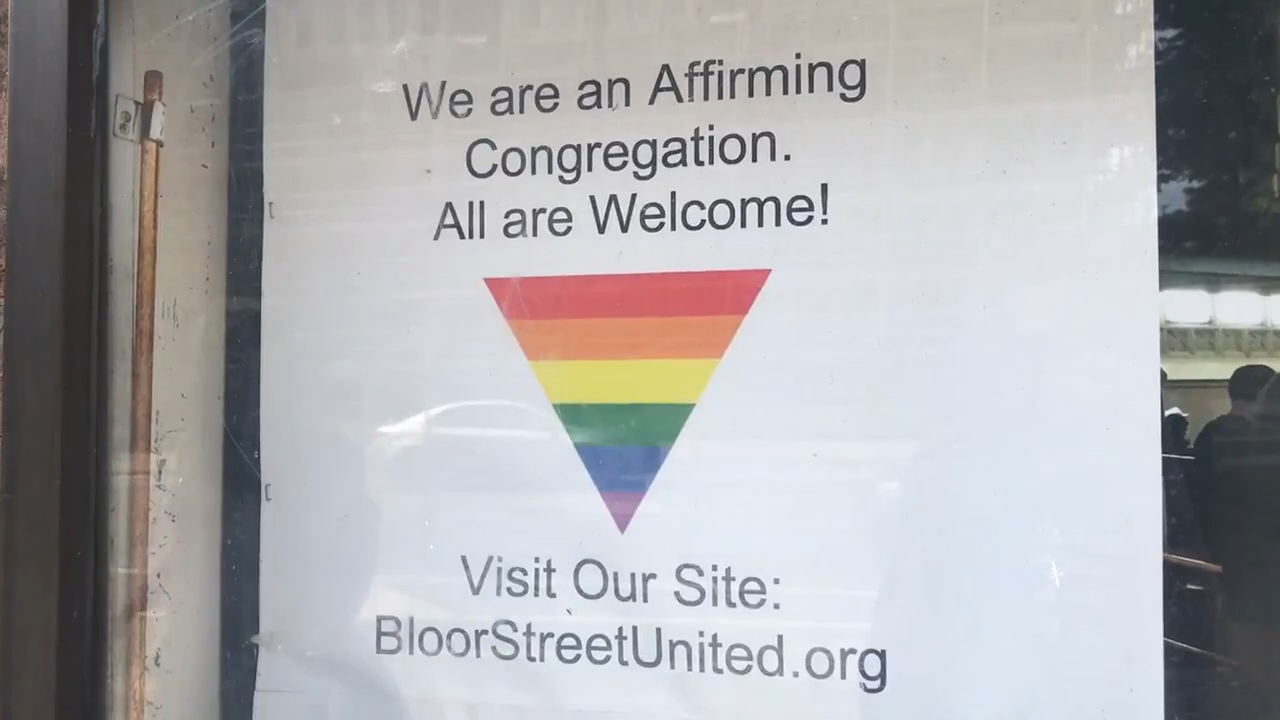 We are an Affirming
Congregation.
All are Welcome!
Visit Our Site:
BloorStreetUnited.org